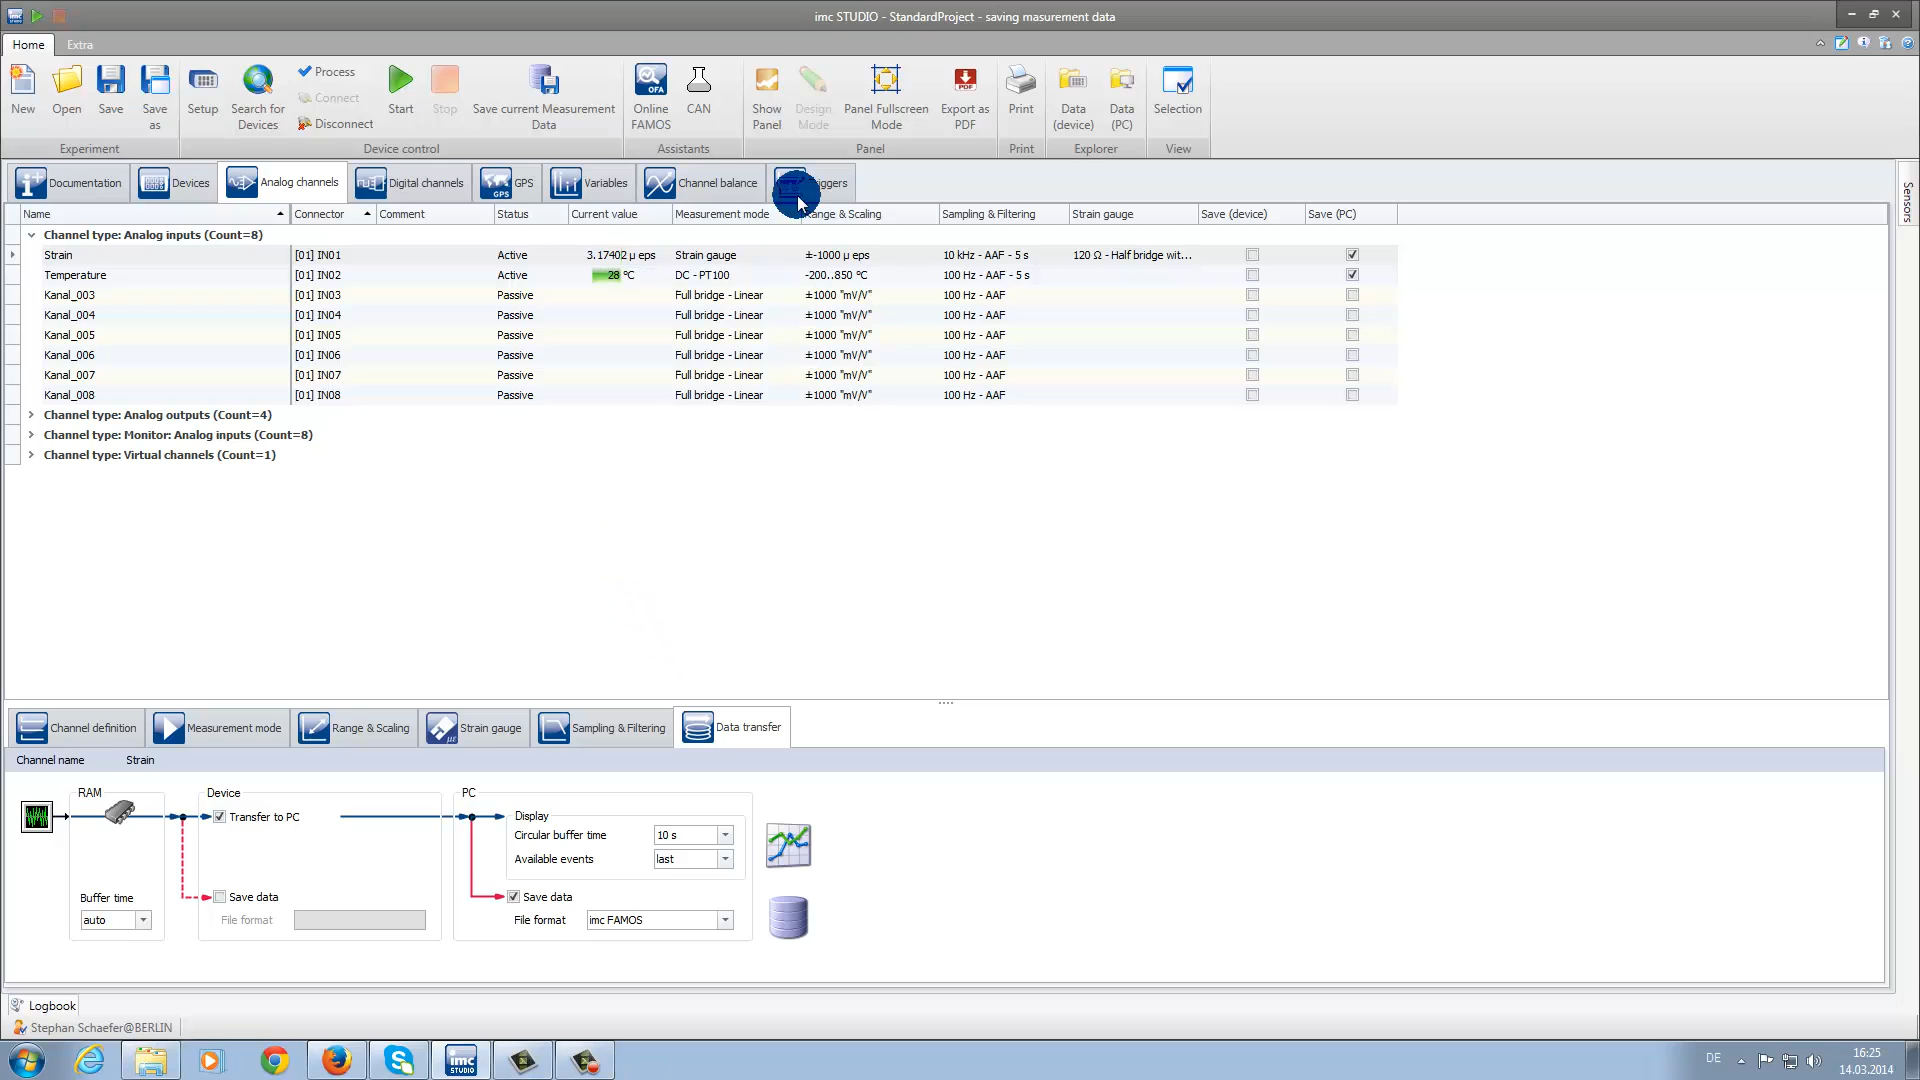 imc STUDIO - StandardProject - saving masurement data
Home
Extra
New
Open
Save
Save as
Setup
Search for Devices
Process
Connect
Disconnect
Start
Stop
Save current Measurement Data
Online FAMOS
CAN
Show Panel
Design Mode
Panel Fullscreen Mode
Export as PDF
Print
Data (device)
Data (PC)
Selection
Experiment
Device control
Assistants
Panel
Print
Explorer
View
Documentation
Devices
Analog channels
Digital channels
GPS
Variables
Channel balance
iggers
Sensors
Name Connector Comment Status Current value Measurement mode ange & Scaling Sampling & Filtering Strain gauge Save (device) Save (PC)
Channel type: Analog inputs (Count=8)
Strain [01] IN01 Active 3.17402 µ eps Strain gauge ±-1000 µ eps 10 kHz - AAF - 5 s 120 Ω - Half bridge wit...
Temperature [01] IN02 Active 28 °C DC - PT100 -200..850 °C 100 Hz - AAF - 5 s
Kanal_003 [01] IN03 Passive Full bridge - Linear ±1000 "mV/V" 100 Hz - AAF
Kanal_004 [01] IN04 Passive Full bridge - Linear ±1000 "mV/V" 100 Hz - AAF
Kanal_005 [01] IN05 Passive Full bridge - Linear ±1000 "mV/V" 100 Hz - AAF
Kanal_006 [01] IN06 Passive Full bridge - Linear ±1000 "mV/V" 100 Hz - AAF
Kanal_007 [01] IN07 Passive Full bridge - Linear ±1000 "mV/V" 100 Hz - AAF
Kanal_008 [01] IN08 Passive Full bridge - Linear ±1000 "mV/V" 100 Hz - AAF
Channel type: Analog outputs (Count=4)
Channel type: Monitor: Analog inputs (Count=8)
Channel type: Virtual channels (Count=1)
Channel definition
Measurement mode
Range & Scaling
Strain gauge
Sampling & Filtering
Data transfer
Channel name Strain
RAM
Device
PC
Transfer to PC
Display
Circular buffer time 10 s
Available events last
Buffer time
auto
Save data
File format
Save data
File format imc FAMOS
Logbook
Stephan Schaefer@BERLIN
imc STUDIO
DE
16:25
14.03.2014